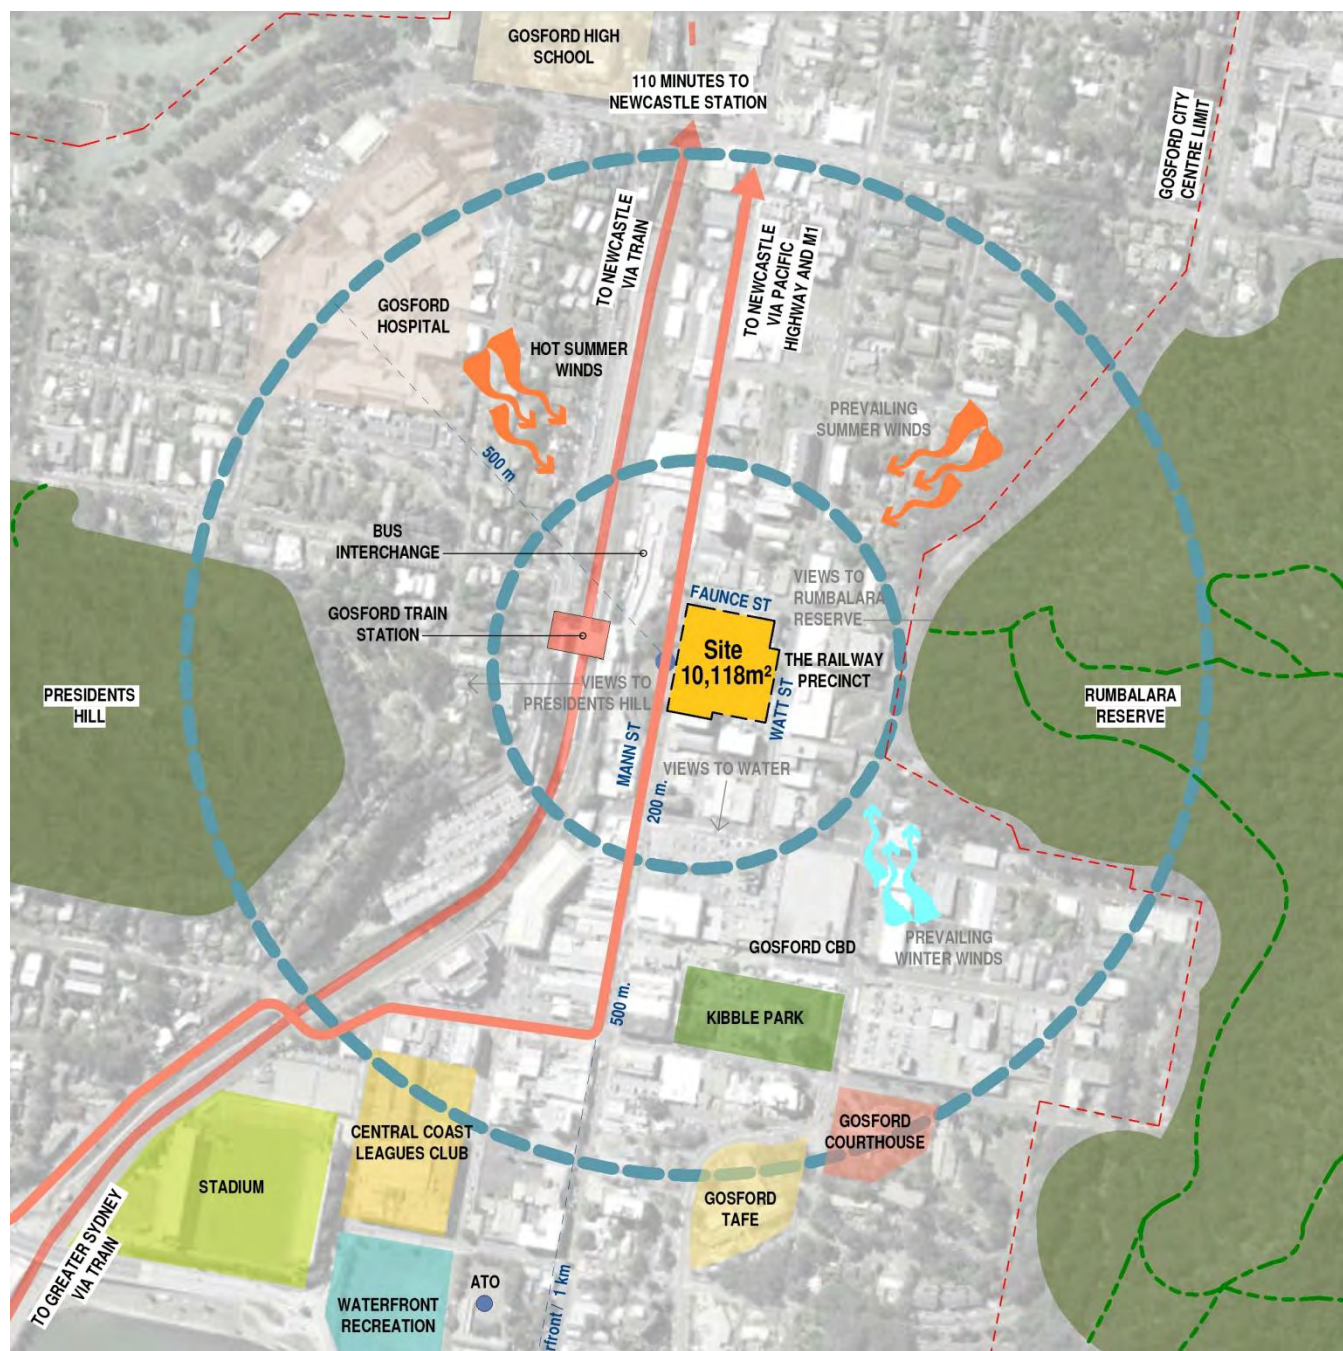 GOSFORD HIGH
SCHOOL
110 MINUTES TO
NEWCASTLE STATION
GOSFORD CITY
CENTRE LIMIT
TO NEWCASTLE
VIA TRAIN
TO NEWCASTLE
VIA PACIFIC
HIGHWAY AND M1
GOSFORD
HOSPITAL
HOT SUMMER
WINDS
PREVAILING
SUMMER WINDS
500 m
BUS
INTERCHANGE
VIEWS TO
RUMBALARA
RESERVE
FAUNCE ST
GOSFORD TRAIN
STATION
Site
10,118m²
THE RAILWAY
PRECINCT
VIEWS TO
PRESIDENTS HILL
PRESIDENTS
HILL
RUMBALARA
RESERVE
WATT ST
MANN ST
VIEWS TO WATER
200 m.
PREVAILING
WINTER WINDS
GOSFORD CBD
500 m.
KIBBLE PARK
CENTRAL COAST
LEAGUES CLUB
GOSFORD
COURTHOUSE
STADIUM
GOSFORD
TAFE
TO GREATER SYDNEY
VIA TRAIN
ATO
WATERFRONT
RECREATION
rfront / 1 km